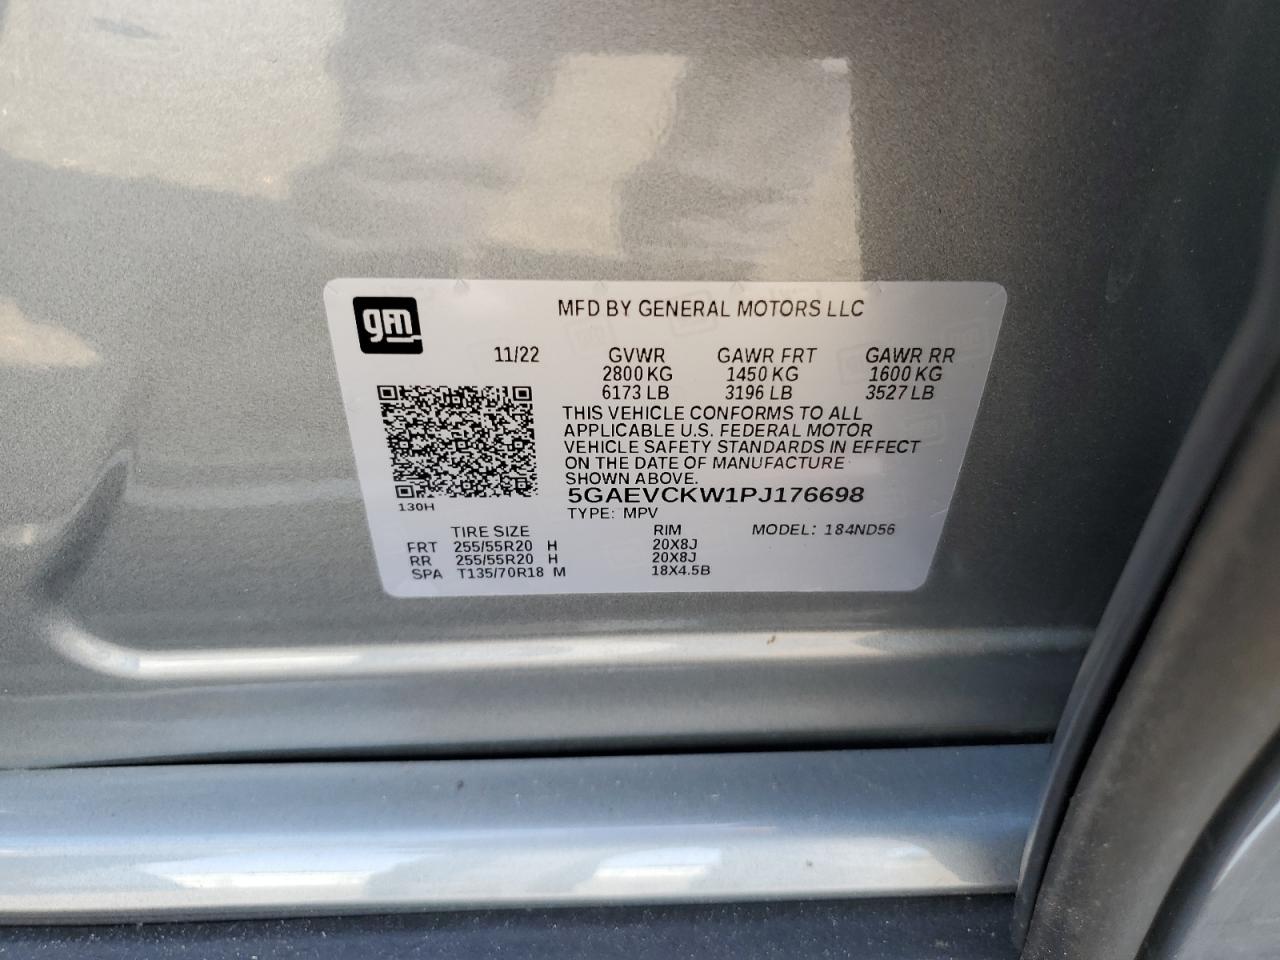 gm
MFD BY GENERAL MOTORS LLC
11/22 GVWR GAWR FRT GAWR RR
2800 KG 1450 KG 1600 KG
6173 LB 3196 LB 3527 LB
THIS VEHICLE CONFORMS TO ALL
APPLICABLE U.S. FEDERAL MOTOR
VEHICLE SAFETY STANDARDS IN EFFECT
ON THE DATE OF MANUFACTURE
SHOWN ABOVE.
5GAEVCKW1PJ176698
130H
TYPE: MPV
TIRE SIZE RIM MODEL: 184ND56
FRT 255/55R20 H 20X8J
RR 255/55R20 H 20X8J
SPA T135/70R18 M 18X4.5B